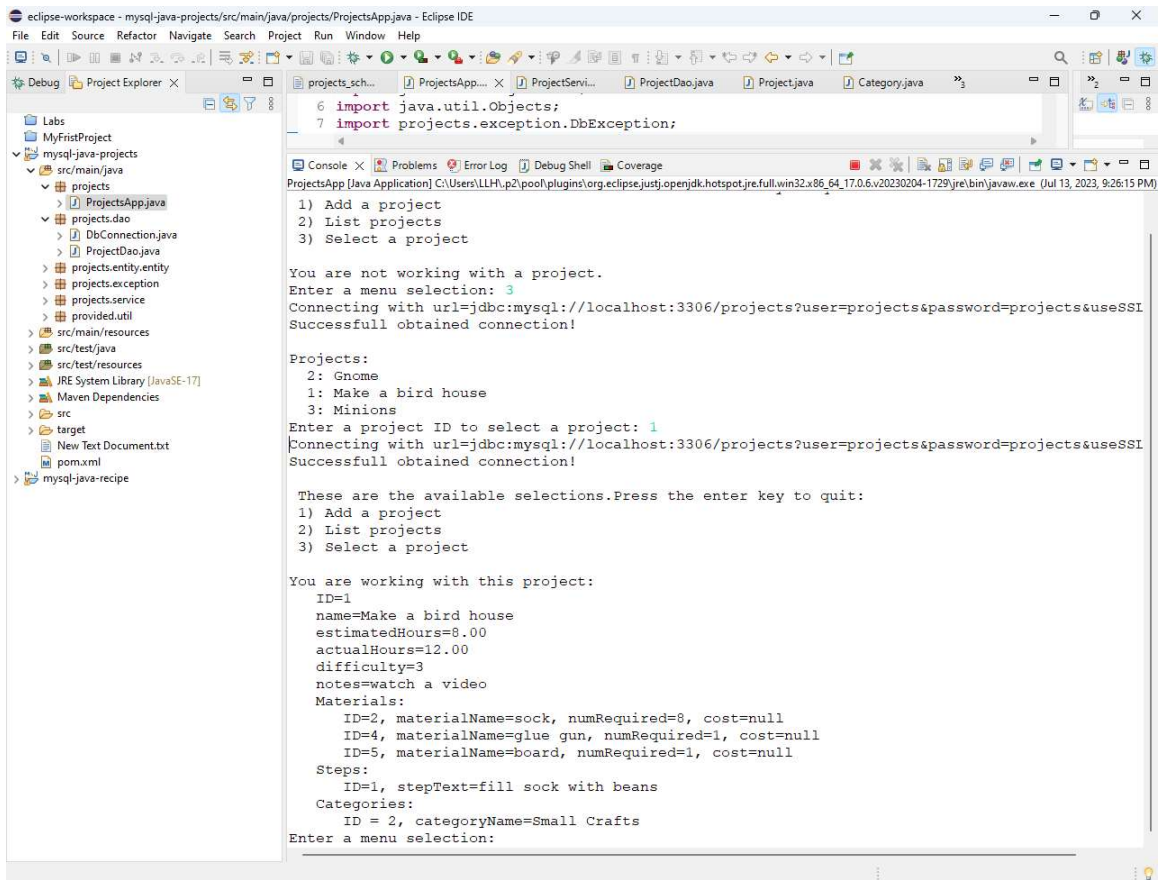 eclipse-workspace - mysql-java-projects/src/main/java/projects/ProjectsApp.java - Eclipse IDE
File Edit Source Refactor Navigate Search Project Run Window Help
Debug Project Explorer
projects_sch... ProjectsApp.... ProjectServi... ProjectDao.java Project.java Category.java »3 »2
Labs
MyFristProject
mysql-java-projects
src/main/java
projects
ProjectsApp.java
projects.dao
DbConnection.java
ProjectDao.java
projects.entity.entity
projects.exception
projects.service
provided.util
src/main/resources
src/test/java
src/test/resources
JRE System Library [JavaSE-17]
Maven Dependencies
src
target
New Text Document.txt
pom.xml
mysql-java-recipe
6 import java.util.Objects;
7 import projects.exception.DbException;
Console Problems Error Log Debug Shell Coverage
ProjectsApp [Java Application] C:\Users\LLH\.p2\pool\plugins\org.eclipse.justj.openjdk.hotspot.jre.full.win32.x86_64_17.0.6.v20230204-1729\jre\bin\javaw.exe (Jul 13, 2023, 9:26:15 PM)
1) Add a project
2) List projects
3) Select a project
You are not working with a project.
Enter a menu selection: 3
Connecting with url=jdbc:mysql://localhost:3306/projects?user=projects&password=projects&useSSL
Successfull obtained connection!
Projects:
2: Gnome
1: Make a bird house
3: Minions
Enter a project ID to select a project: 1
Connecting with url=jdbc:mysql://localhost:3306/projects?user=projects&password=projects&useSSL
Successfull obtained connection!
These are the available selections.Press the enter key to quit:
1) Add a project
2) List projects
3) Select a project
You are working with this project:
ID=1
name=Make a bird house
estimatedHours=8.00
actualHours=12.00
difficulty=3
notes=watch a video
Materials:
ID=2, materialName=sock, numRequired=8, cost=null
ID=4, materialName=glue gun, numRequired=1, cost=null
ID=5, materialName=board, numRequired=1, cost=null
Steps:
ID=1, stepText=fill sock with beans
Categories:
ID = 2, categoryName=Small Crafts
Enter a menu selection: